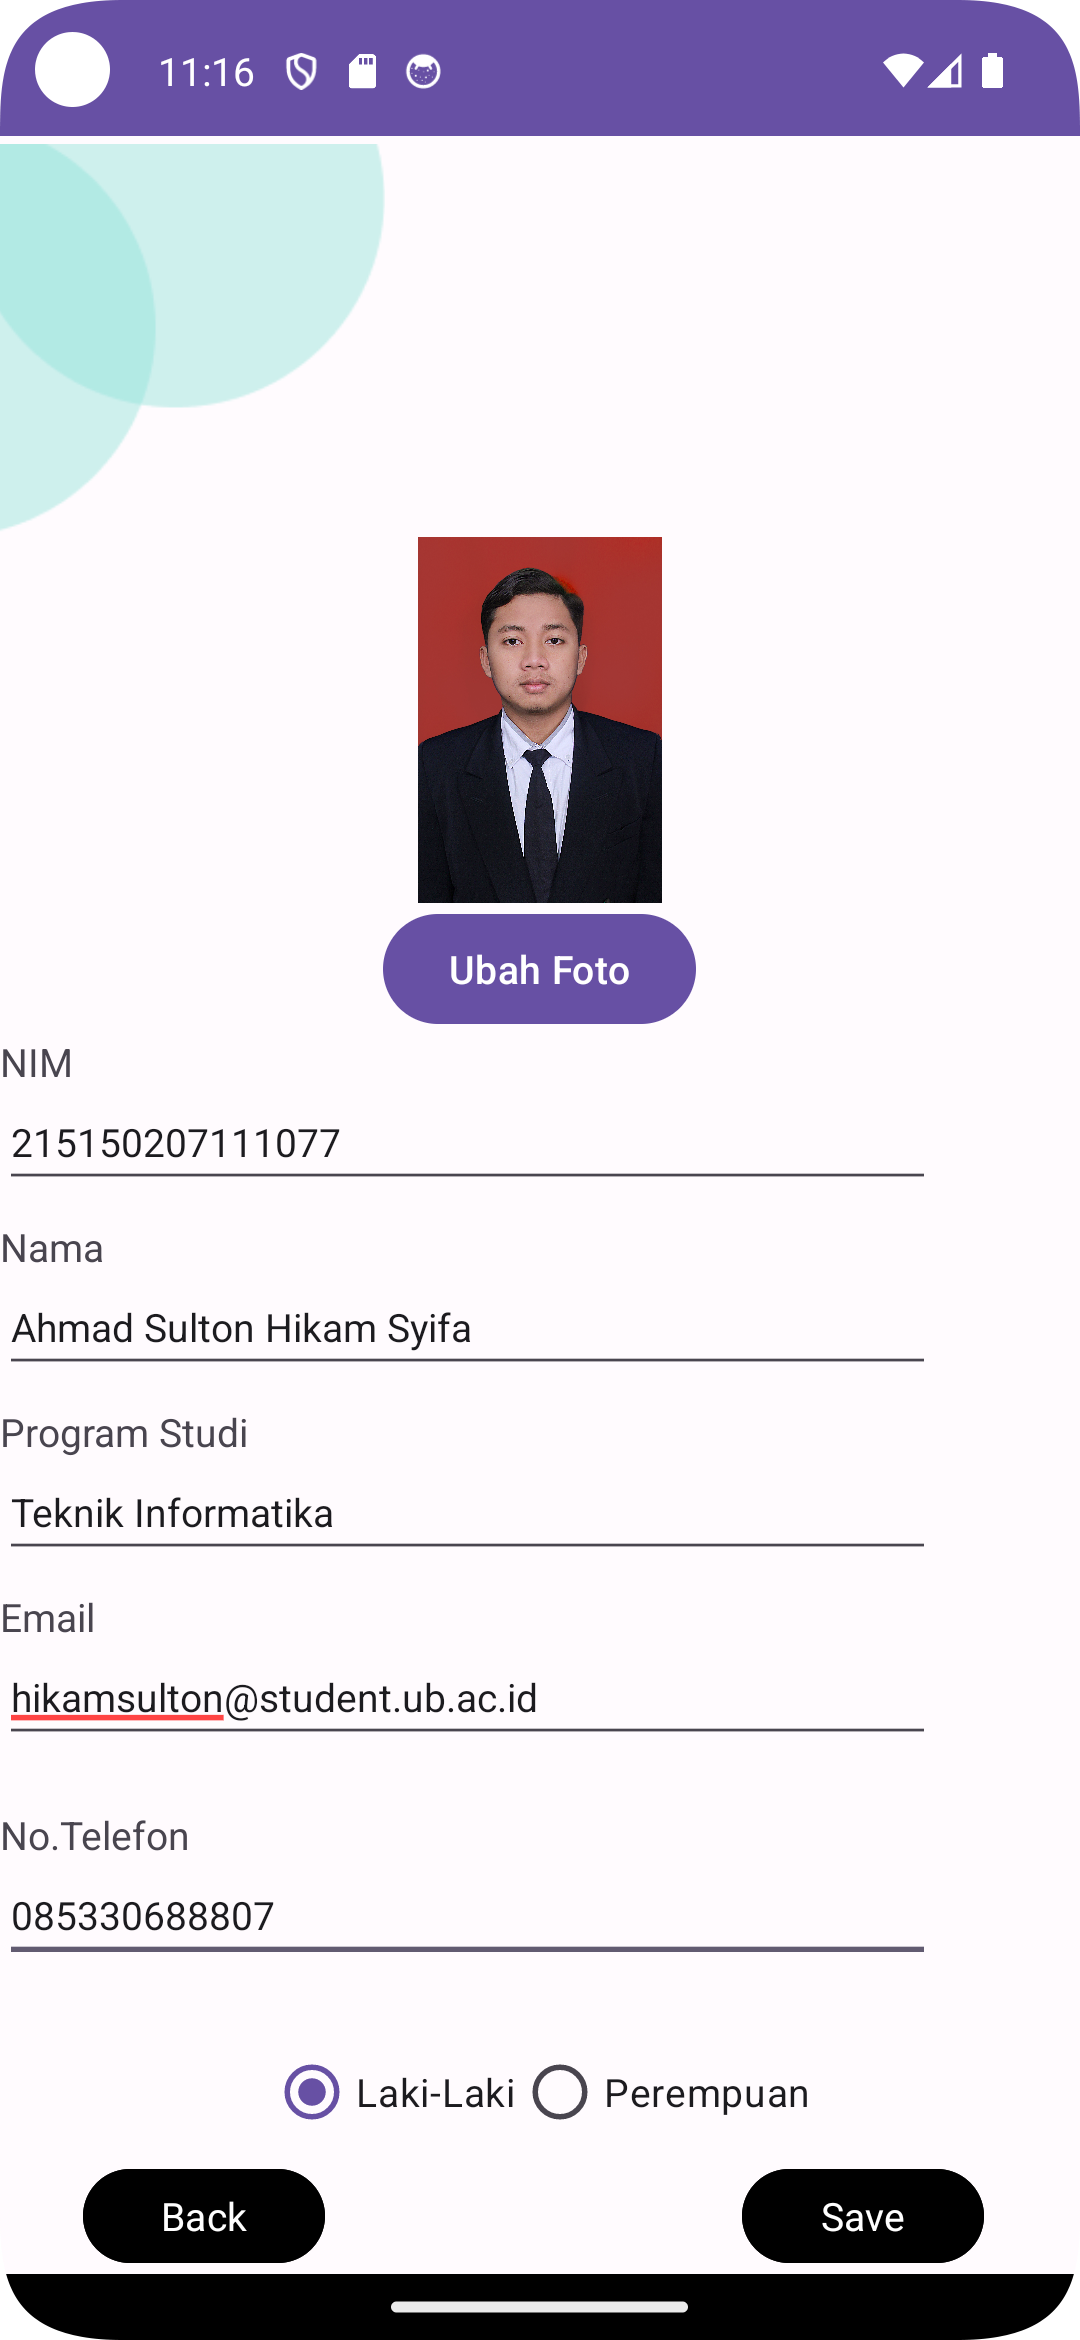 11:16
Ubah Foto
NIM
215150207111077
Nama
Ahmad Sulton Hikam Syifa
Program Studi
Teknik Informatika
Email
hikamsulton@student.ub.ac.id
No.Telefon
085330688807
Laki-Laki Perempuan
Back Save